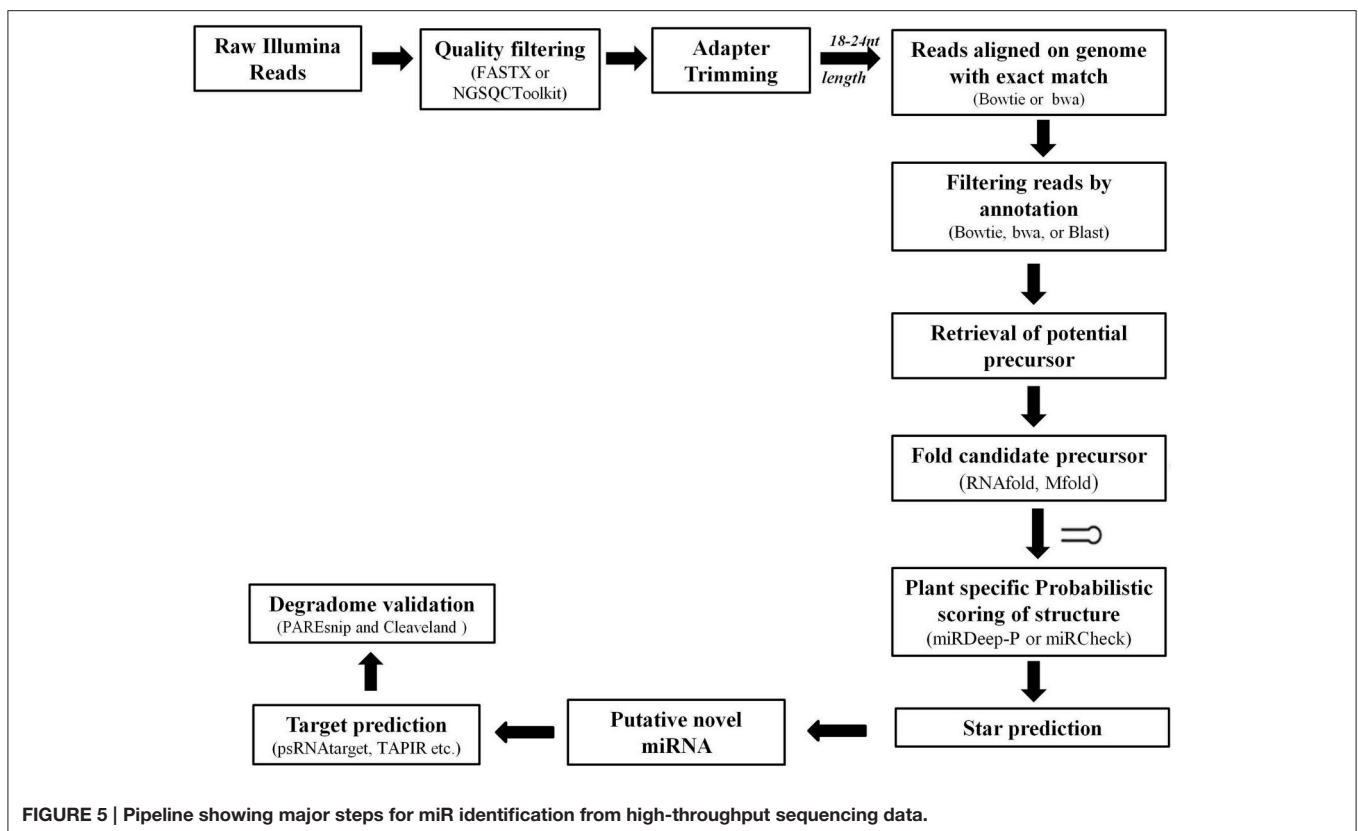 Raw Illumina
Reads
Quality filtering
(FASTX or
NGSQCToolkit)
Adapter
Trimming
18-24nt
length
Reads aligned on genome
with exact match
(Bowtie or bwa)
Filtering reads by
annotation
(Bowtie, bwa, or Blast)
Retrieval of potential
precursor
Fold candidate precursor
(RNAfold, Mfold)
Plant specific Probabilistic
scoring of structure
(miRDeep-P or miRCheck)
Star prediction
Putative novel
miRNA
Target prediction
(psRNAtarget, TAPIR etc.)
Degradome validation
(PAREsnip and Cleaveland )
FIGURE 5 | Pipeline showing major steps for miR identification from high-throughput sequencing data.